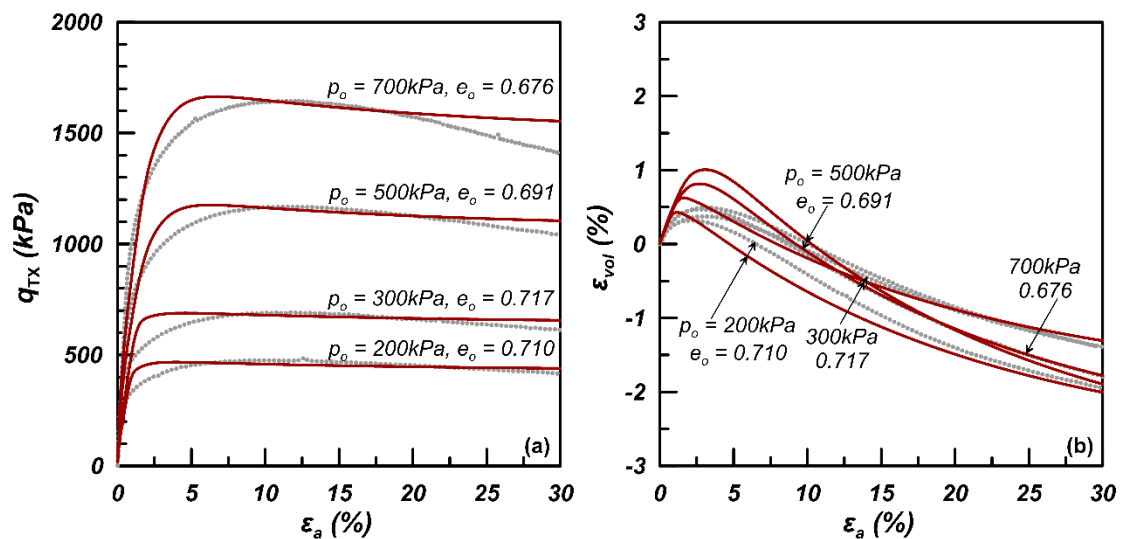 2000
1500
1000
500
0
q_TX (kPa)
p_o = 700kPa, e_o = 0.676
p_o = 500kPa, e_o = 0.691
p_o = 300kPa, e_o = 0.717
p_o = 200kPa, e_o = 0.710
(a)
0 5 10 15 20 25 30
ε_a (%)
3
2
1
0
-1
-2
-3
ε_vol (%)
p_o = 500kPa
e_o = 0.691
700kPa
0.676
p_o = 200kPa
e_o = 0.710
300kPa
0.717
(b)
0 5 10 15 20 25 30
ε_a (%)